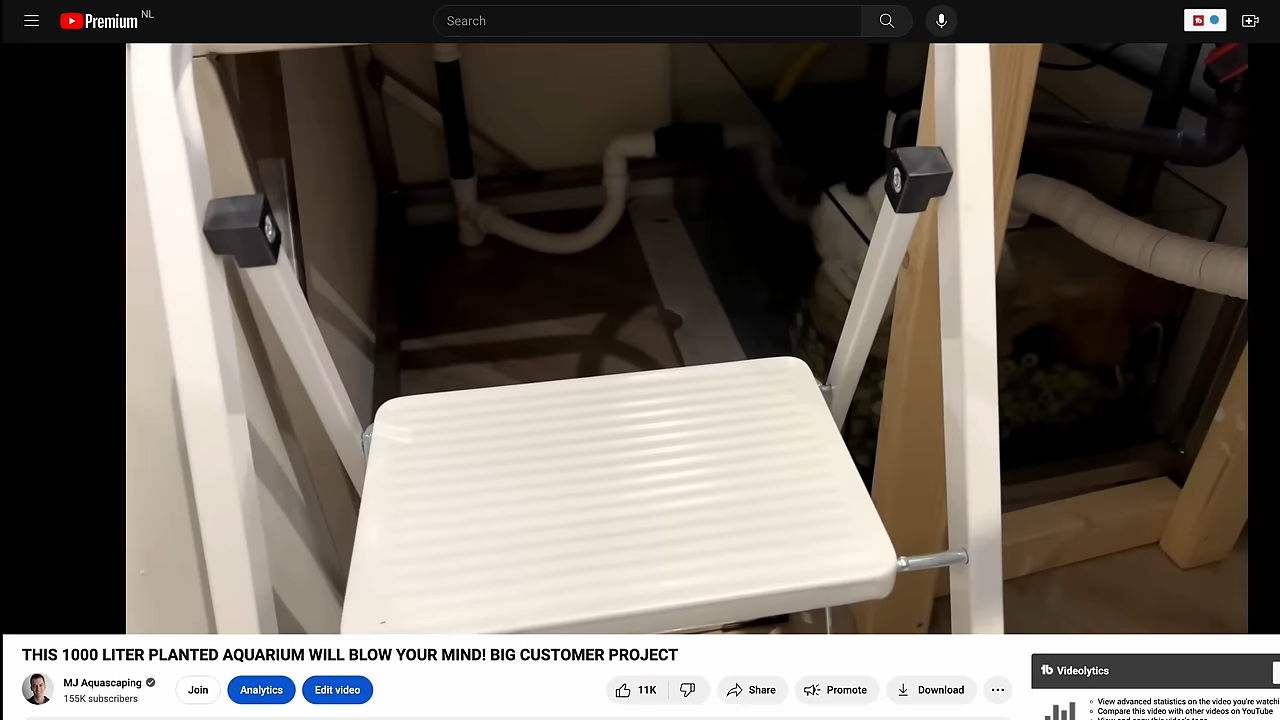 Premium NL
Search
THIS 1000 LITER PLANTED AQUARIUM WILL BLOW YOUR MIND! BIG CUSTOMER PROJECT
MJ Aquascaping
155K subscribers
Join
Analytics
Edit video
11K
Share
Promote
Download
tb Videolytics
View advanced statistics on the video you're watchi
Compare this video with other videos on YouTube